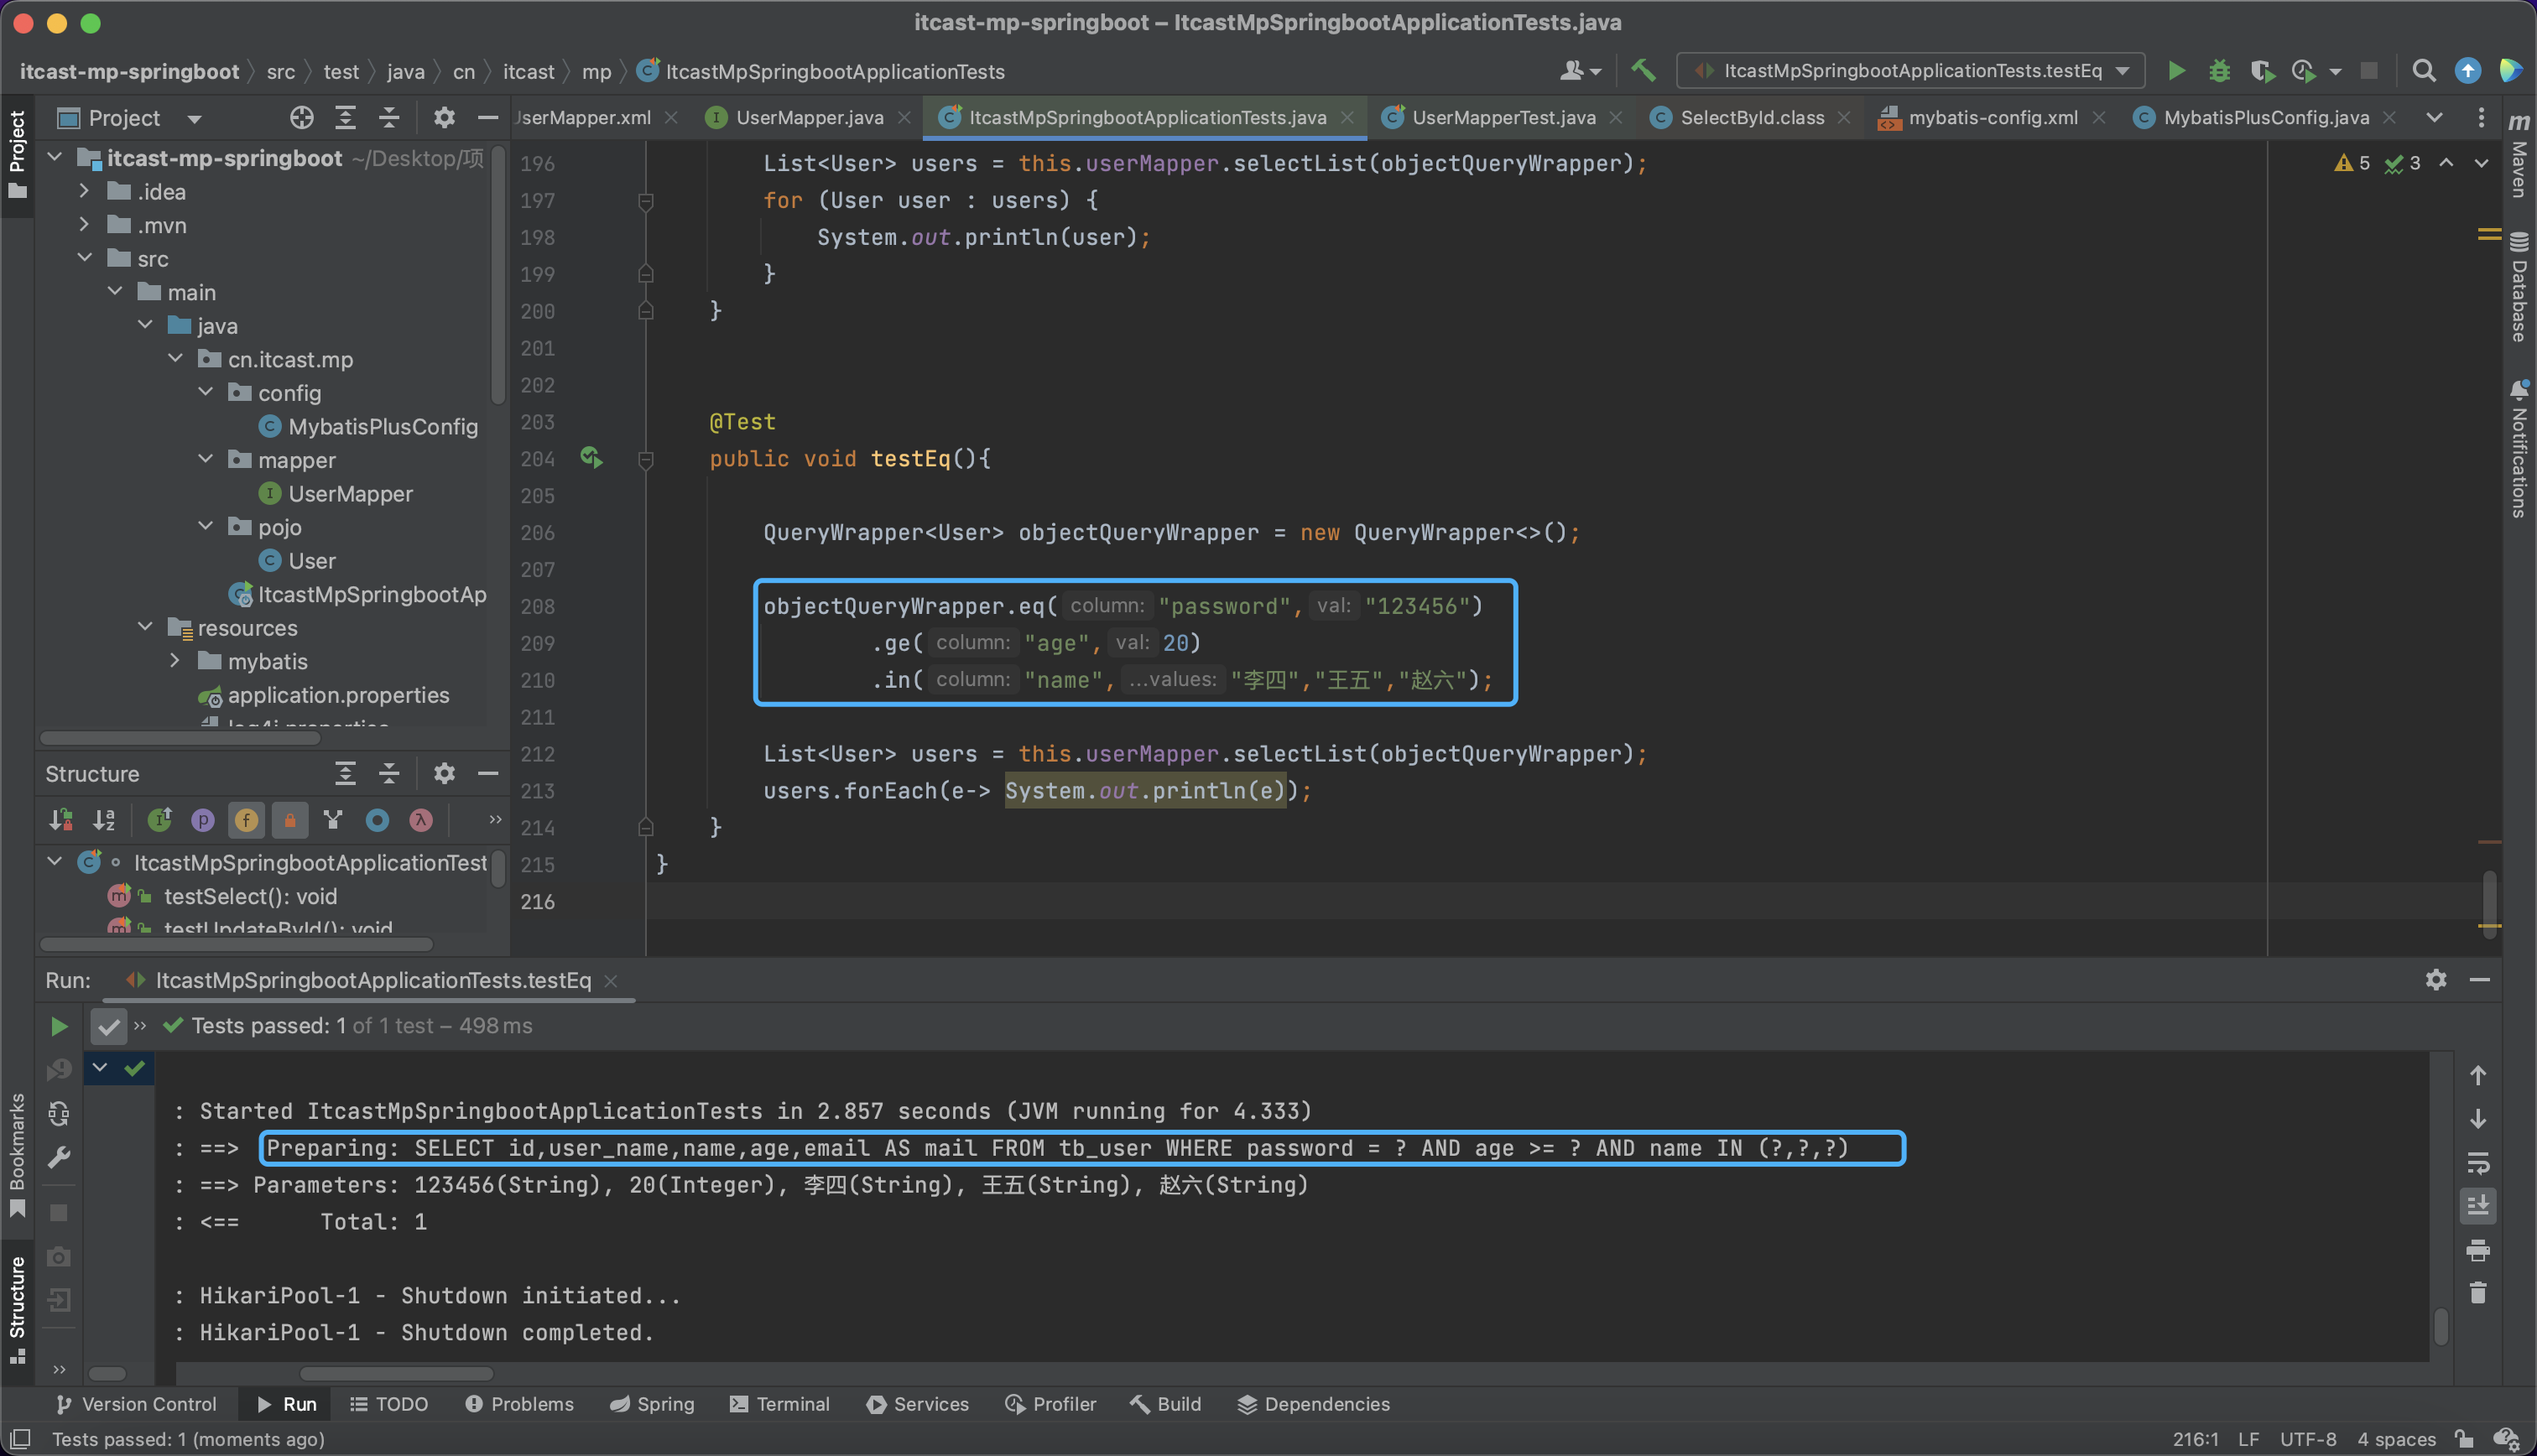 itcast-mp-springboot – ItcastMpSpringbootApplicationTests.java
itcast-mp-springboot src test java cn itcast mp ItcastMpSpringbootApplicationTests
ItcastMpSpringbootApplicationTests.testEq
Project
Project
UserMapper.xml UserMapper.java ItcastMpSpringbootApplicationTests.java UserMapperTest.java SelectById.class mybatis-config.xml MybatisPlusConfig.java
Maven
Database
Notifications
itcast-mp-springboot ~/Desktop/项
.idea
.mvn
src
main
java
cn.itcast.mp
config
MybatisPlusConfig
mapper
UserMapper
pojo
User
ItcastMpSpringbootAp
resources
mybatis
application.properties
log4j.properties
5 3
196 List<User> users = this.userMapper.selectList(objectQueryWrapper);
197 for (User user : users) {
198 System.out.println(user);
199 }
200 }
201
202
203 @Test
204 public void testEq(){
205
206 QueryWrapper<User> objectQueryWrapper = new QueryWrapper<>();
207
208 objectQueryWrapper.eq( column: "password", val: "123456")
209 .ge( column: "age", val: 20)
210 .in( column: "name", ...values: "李四","王五","赵六");
211
212 List<User> users = this.userMapper.selectList(objectQueryWrapper);
213 users.forEach(e-> System.out.println(e));
214 }
215 }
216
Structure
ItcastMpSpringbootApplicationTest
testSelect(): void
testUpdateById(): void
Run: ItcastMpSpringbootApplicationTests.testEq
Tests passed: 1 of 1 test – 498 ms
: Started ItcastMpSpringbootApplicationTests in 2.857 seconds (JVM running for 4.333)
: ==> Preparing: SELECT id,user_name,name,age,email AS mail FROM tb_user WHERE password = ? AND age >= ? AND name IN (?,?,?)
: ==> Parameters: 123456(String), 20(Integer), 李四(String), 王五(String), 赵六(String)
: <== Total: 1
: HikariPool-1 - Shutdown initiated...
: HikariPool-1 - Shutdown completed.
Bookmarks
Structure
Version Control Run TODO Problems Spring Terminal Services Profiler Build Dependencies
Tests passed: 1 (moments ago) 216:1 LF UTF-8 4 spaces